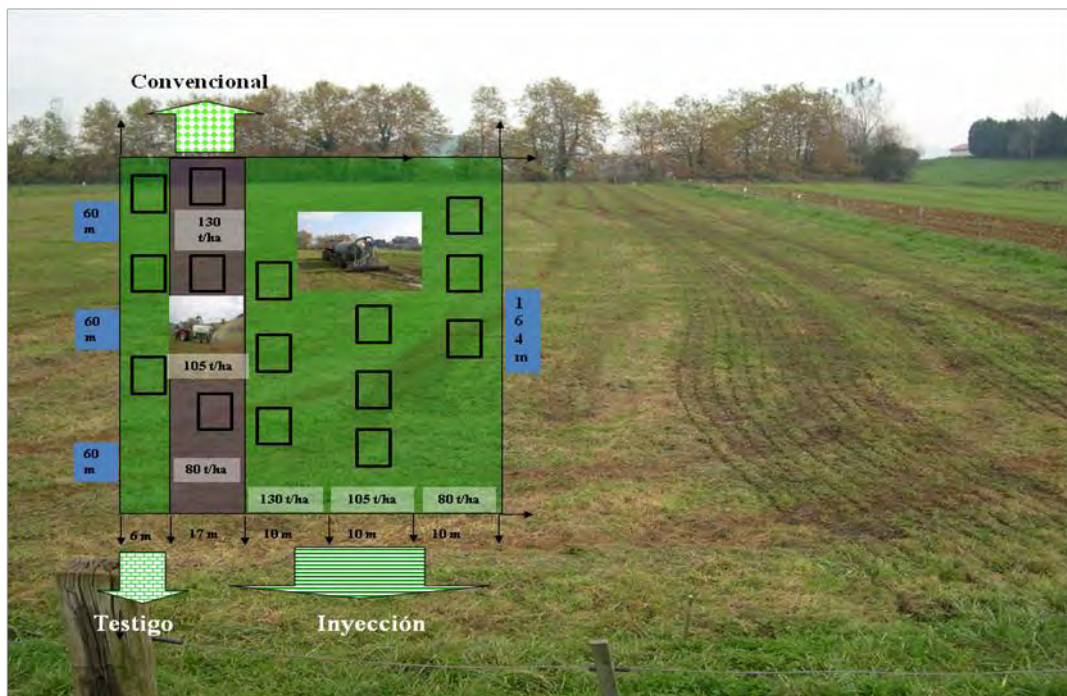 Convencional
60
m
130
t/ha
60
m
105 t/ha
1
6
4
m
60
m
80 t/ha
130 t/ha
105 t/ha
80 t/ha
6 m
17 m
10 m
10 m
10 m
Testigo
Inyección